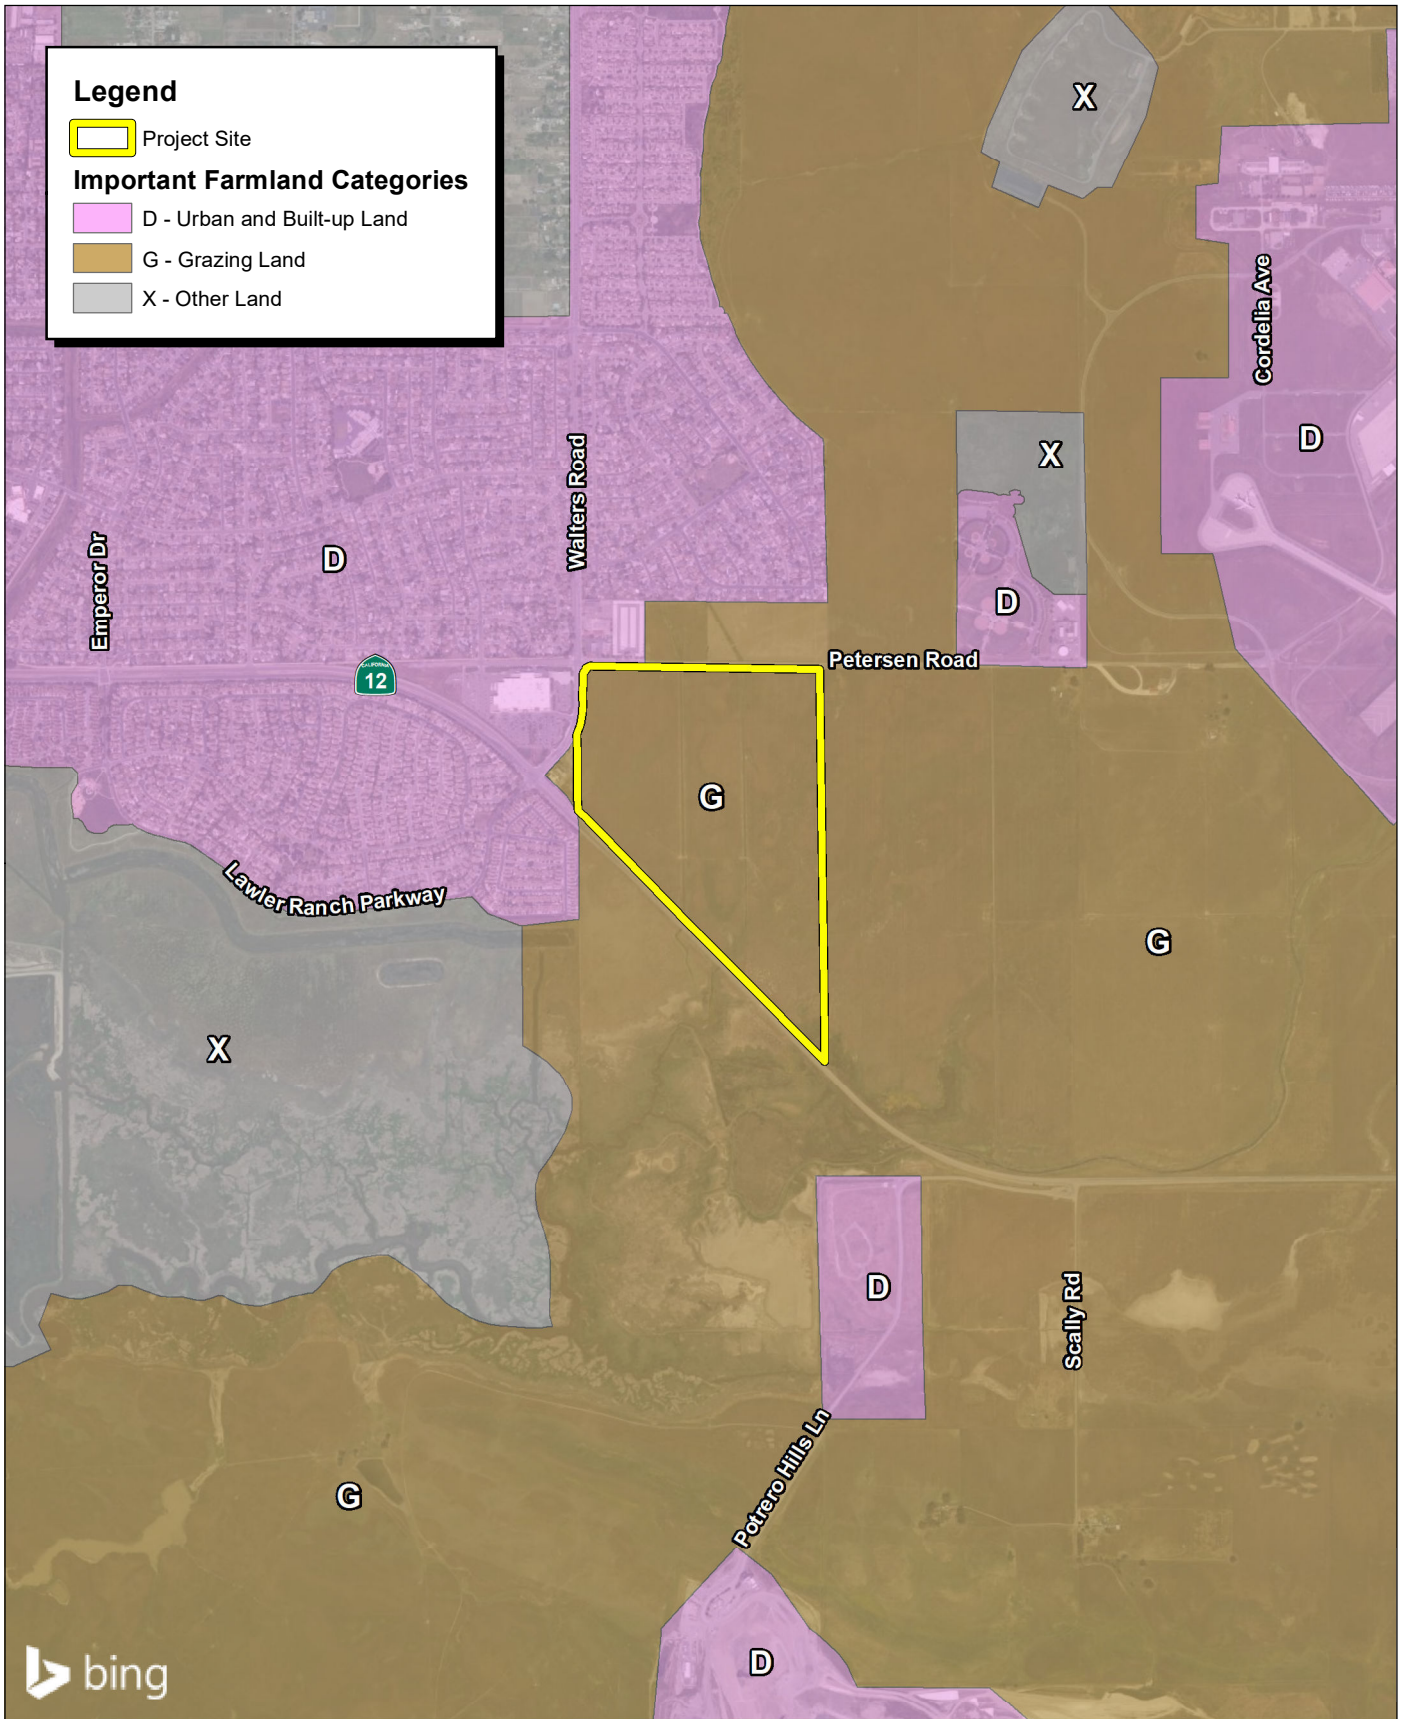 Legend
Project Site
Important Farmland Categories
D - Urban and Built-up Land
G - Grazing Land
X - Other Land
X
Cordelia Ave
D
X
Walters Road
Emperor Dr
D
D
Petersen Road
CALIFORNIA
12
G
Lawler Ranch Parkway
G
X
D
Scally Rd
Potrero Hills Ln
G
D
bing